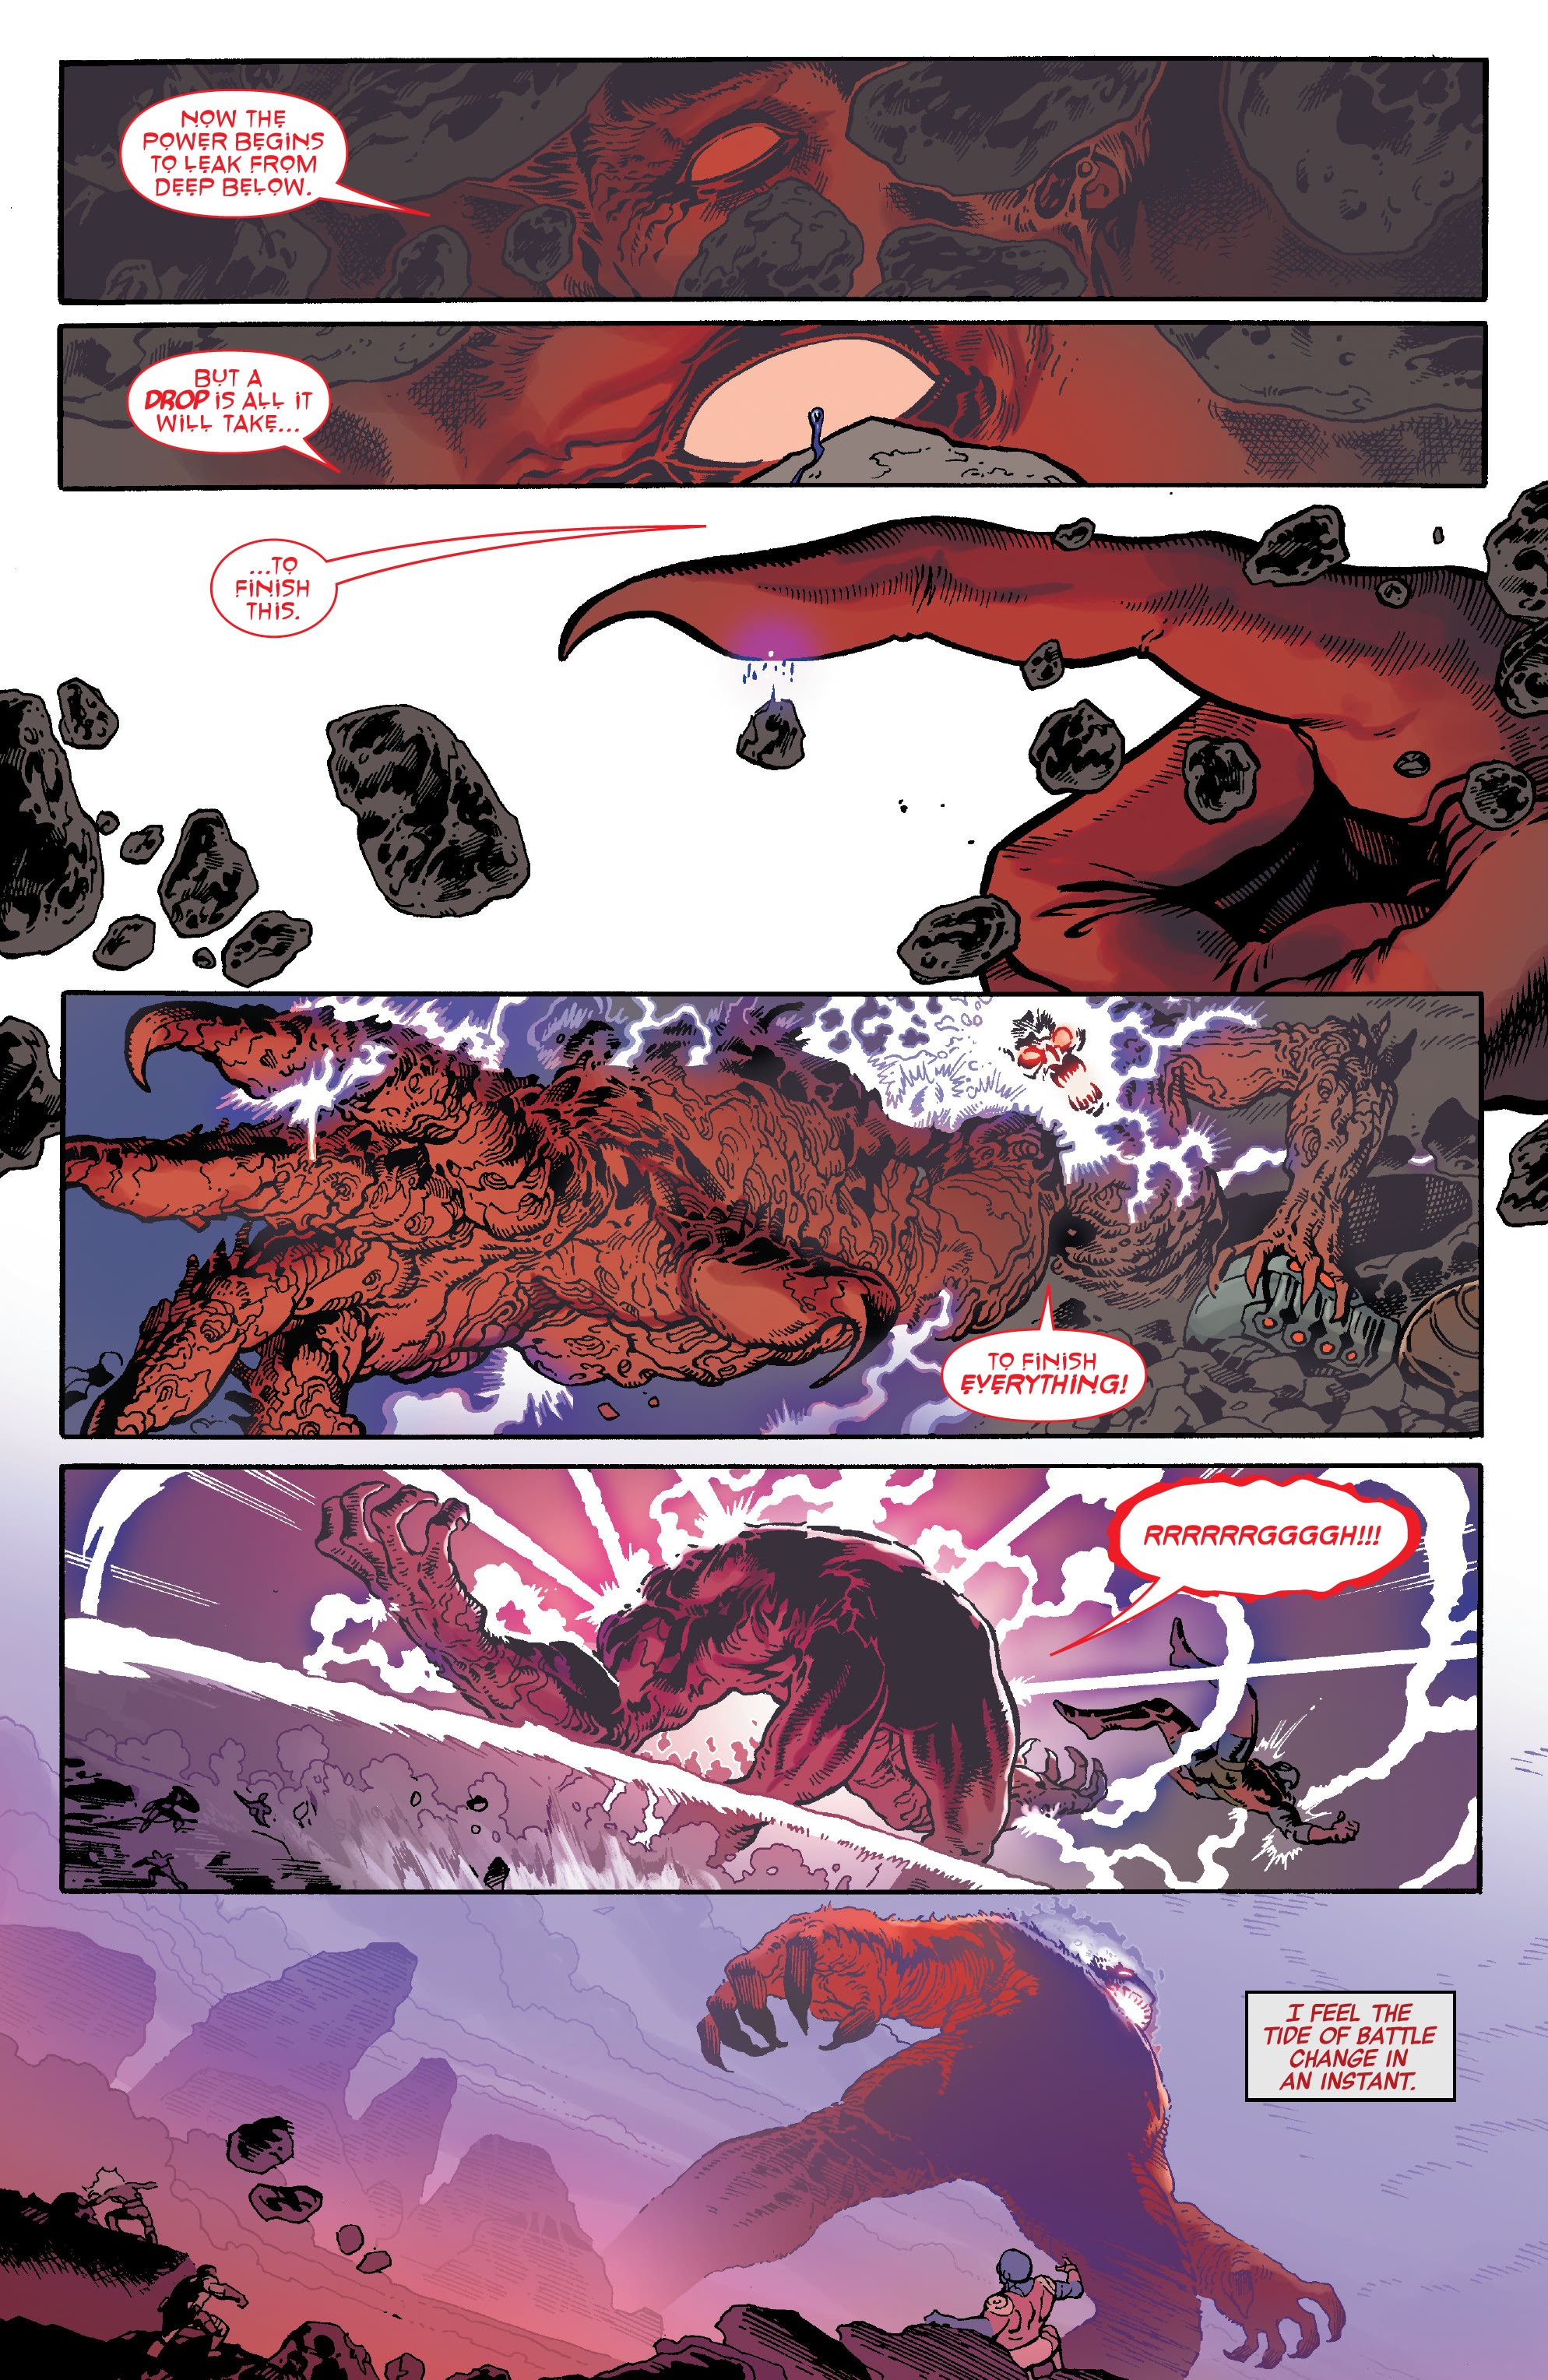 NOW THE
POWER BEGINS
TO LEAK FROM
DEEP BELOW.
BUT A
DROP IS ALL IT
WILL TAKE...
...TO
FINISH
THIS.
TO FINISH
EVERYTHING!
RRRRRRGGGGH!!!
I FEEL THE
TIDE OF BATTLE
CHANGE IN
AN INSTANT.